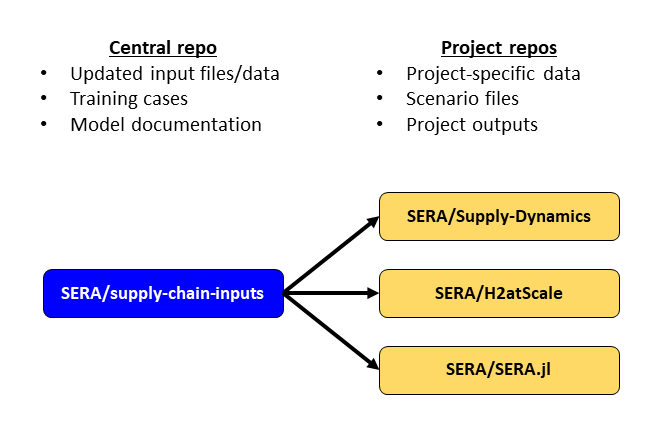 Central repo
• Updated input files/data
• Training cases
• Model documentation
Project repos
• Project-specific data
• Scenario files
• Project outputs
SERA/supply-chain-inputs
SERA/Supply-Dynamics
SERA/H2atScale
SERA/SERA.jl